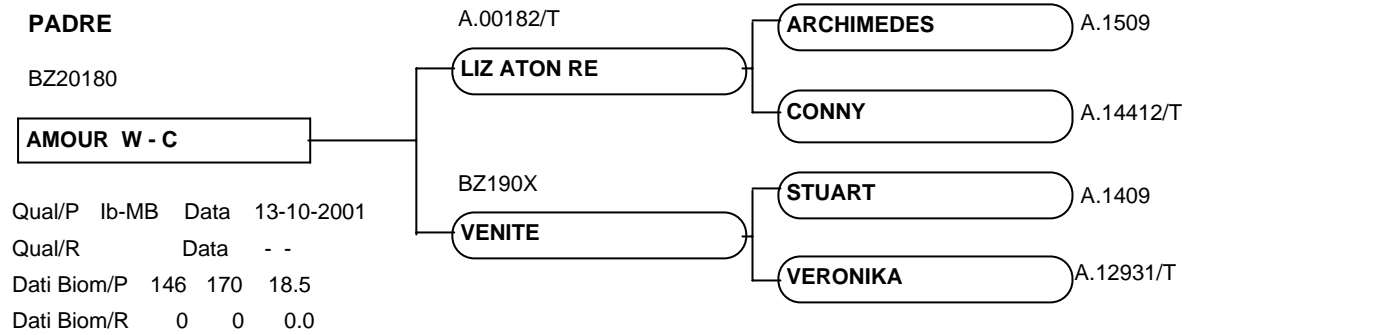 PADRE
BZ20180
AMOUR W - C
Qual/P Ib-MB Data 13-10-2001
Qual/R Data - -
Dati Biom/P 146 170 18.5
Dati Biom/R 0 0 0.0
A.00182/T
LIZ ATON RE
BZ190X
VENITE
ARCHIMEDES A.1509
CONNY A.14412/T
STUART A.1409
VERONIKA A.12931/T